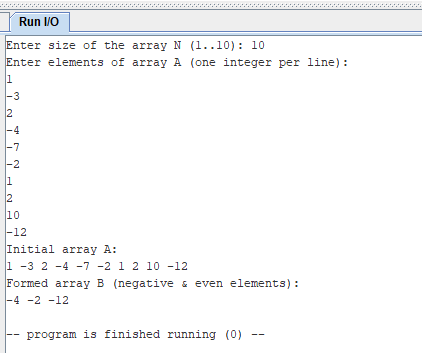 Run I/O
Enter size of the array N (1..10): 10
Enter elements of array A (one integer per line):
1
-3
2
-4
-7
-2
1
2
10
-12
Initial array A:
1 -3 2 -4 -7 -2 1 2 10 -12
Formed array B (negative & even elements):
-4 -2 -12
-- program is finished running (0) --